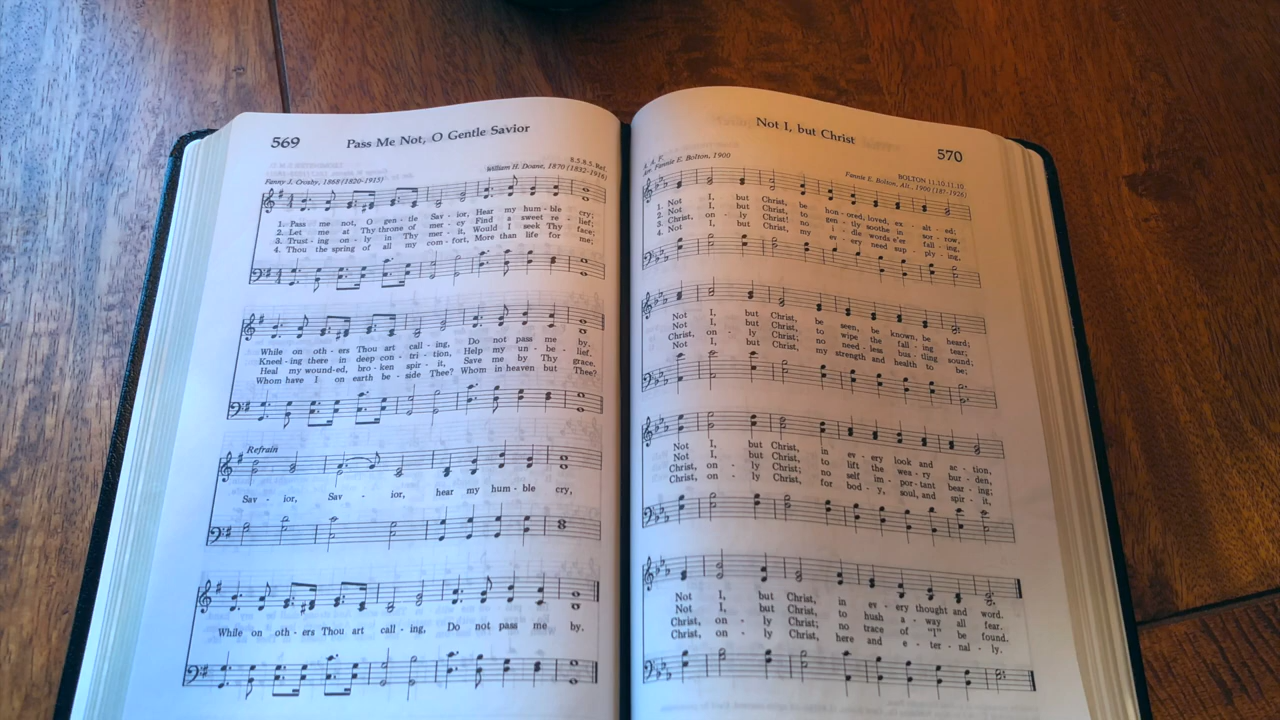 569
Pass Me Not, O Gentle Savior
8.5.8.5. Ref.
Fanny J. Crosby, 1868 (1820-1915)
William H. Doane, 1870 (1832-1916)
1. Pass me not, O gen - tle Sav - ior, Hear my hum - ble cry;
2. Let me at Thy throne of mer - cy Find a sweet re - lief;
3. Trust - ing on - ly in Thy mer - it, Would I seek Thy face;
4. Thou the spring of all my com - fort, More than life for me;
While on oth - ers Thou art call - ing, Do not pass me by.
Kneel - ing there in deep con - tri - tion, Help my un - be - lief.
Heal my wound-ed, bro - ken spir - it, Save me by Thy grace.
Whom have I on earth be - side Thee? Whom in heaven but Thee?
Refrain
Sav - ior, Sav - ior, hear my hum - ble cry,
While on oth - ers Thou art call - ing, Do not pass me by.
Not I, but Christ
570
Fannie E. Bolton, 1900
BOLTON 11.10.11.10.
Fannie E. Bolton, Alt., 1900 (18?-1926)
1. Not I, but Christ, be hon - ored, loved, ex - alt - ed;
2. Not I, but Christ, to gen - tly soothe in sor - row,
3. Christ, on - ly Christ! no i - dle words e'er fall - ing,
4. Not I, but Christ, my ev - ery need sup - ply - ing,
Not I, but Christ, be seen, be known, be heard;
Not I, but Christ, to wipe the fall - ing tear;
Christ, on - ly Christ, no need - less bus - tling sound;
Not I, but Christ, my strength and health to be;
Not I, but Christ, in ev - ery look and ac - tion,
Not I, but Christ, to lift the wea - ry bur - den,
Christ, on - ly Christ; no self im - por - tant bear - ing;
Christ, on - ly Christ, for bod - y, soul, and spir - it,
Not I, but Christ, in ev - ery thought and word.
Not I, but Christ, to hush a - way all fear.
Christ, on - ly Christ; no trace of "I" be found.
Christ, on - ly Christ, here and e - ter - nal - ly.